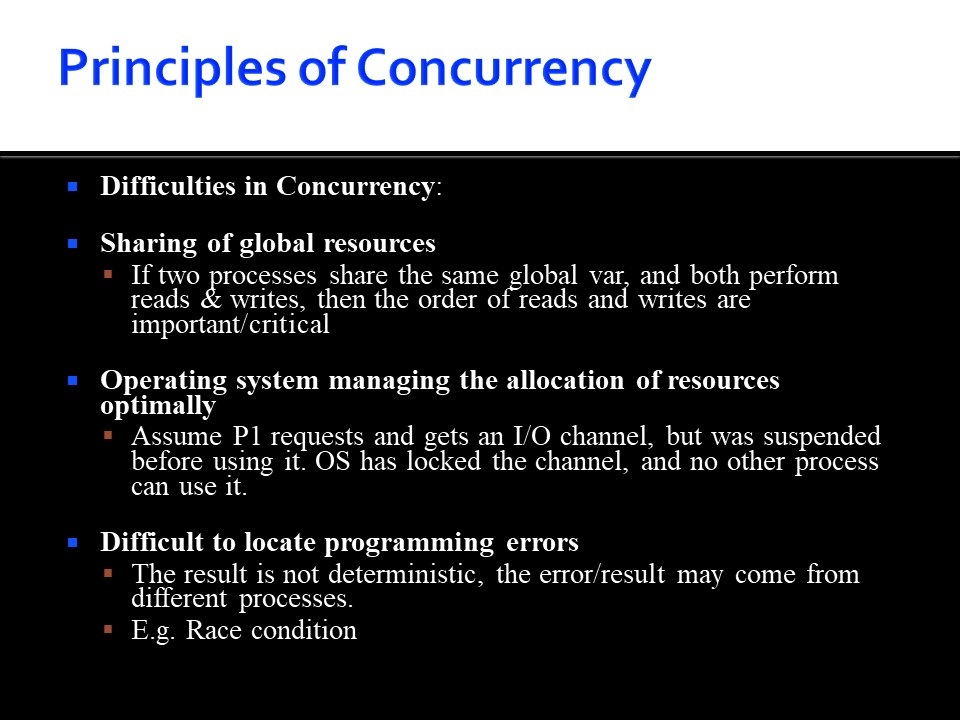 Principles of Concurrency
Difficulties in Concurrency:
Sharing of global resources
If two processes share the same global var, and both perform
reads & writes, then the order of reads and writes are
important/critical
Operating system managing the allocation of resources
optimally
Assume P1 requests and gets an I/O channel, but was suspended
before using it. OS has locked the channel, and no other process
can use it.
Difficult to locate programming errors
The result is not deterministic, the error/result may come from
different processes.
E.g. Race condition